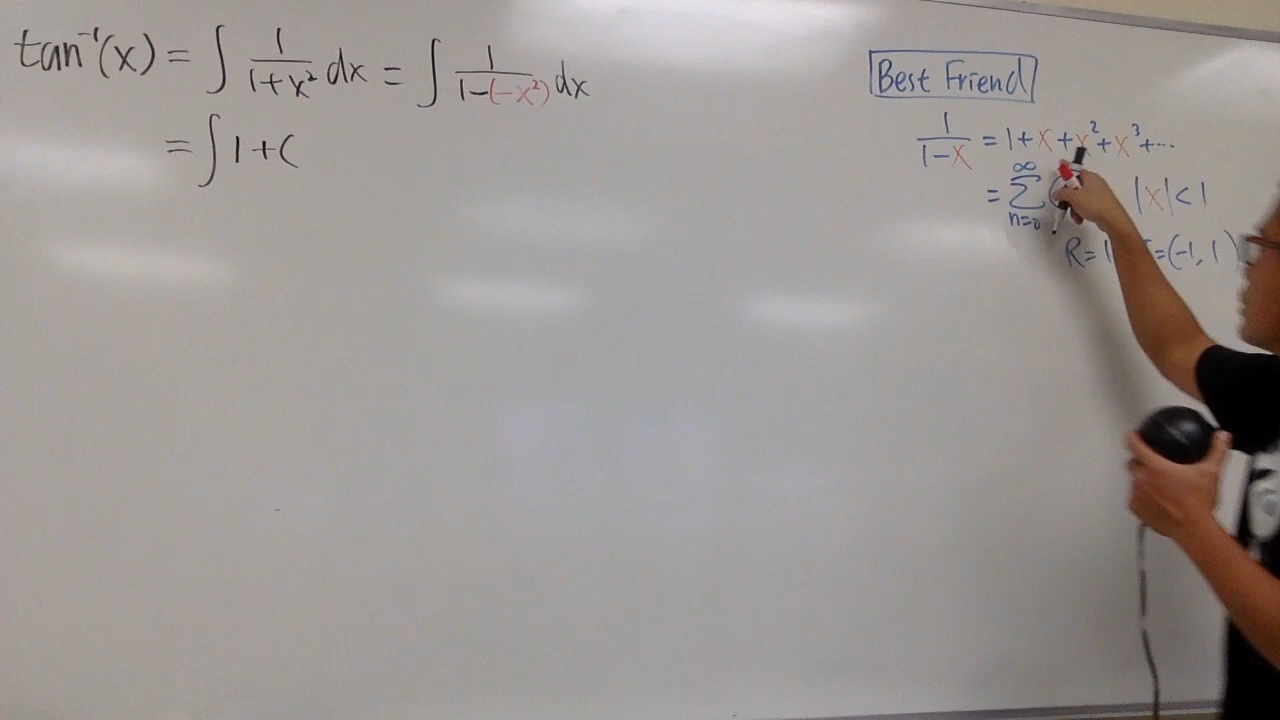 tan⁻¹(x) = ∫ 1/(1+x²) dx = ∫ 1/(1-(-x²)) dx
= ∫ 1 + (
Best Friend
1/(1-x) = 1+x+x²+x³+...
= ∑ n=0 ∞ ( |x|<1
R=1 =(-1, 1)